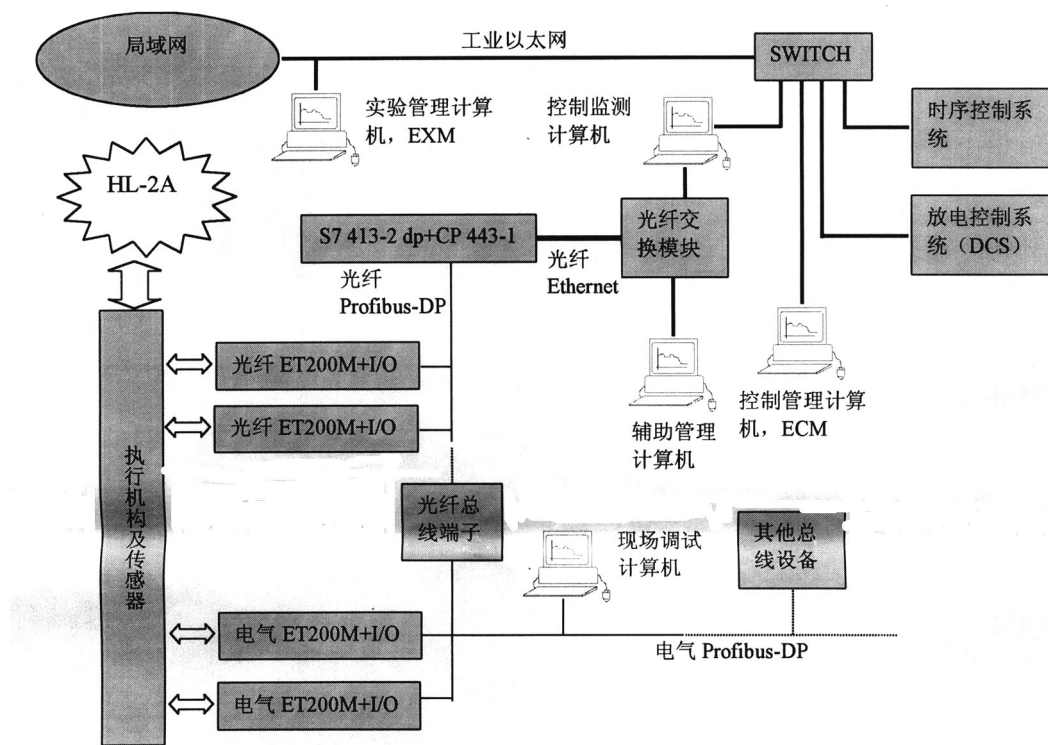 局域网
工业以太网
SWITCH
实验管理计算
机，EXM
控制监测
计算机
时序控制系
统
HL-2A
S7 413-2 dp+CP 443-1
光纤交
换模块
放电控制系
统（DCS）
光纤
Profibus-DP
光纤
Ethernet
光纤 ET200M+I/O
光纤 ET200M+I/O
辅助管理
计算机
控制管理计算
机，ECM
执行机构及传感器
光纤总
线端子
现场调试
计算机
其他总
线设备
电气 ET200M+I/O
电气 Profibus-DP
电气 ET200M+I/O